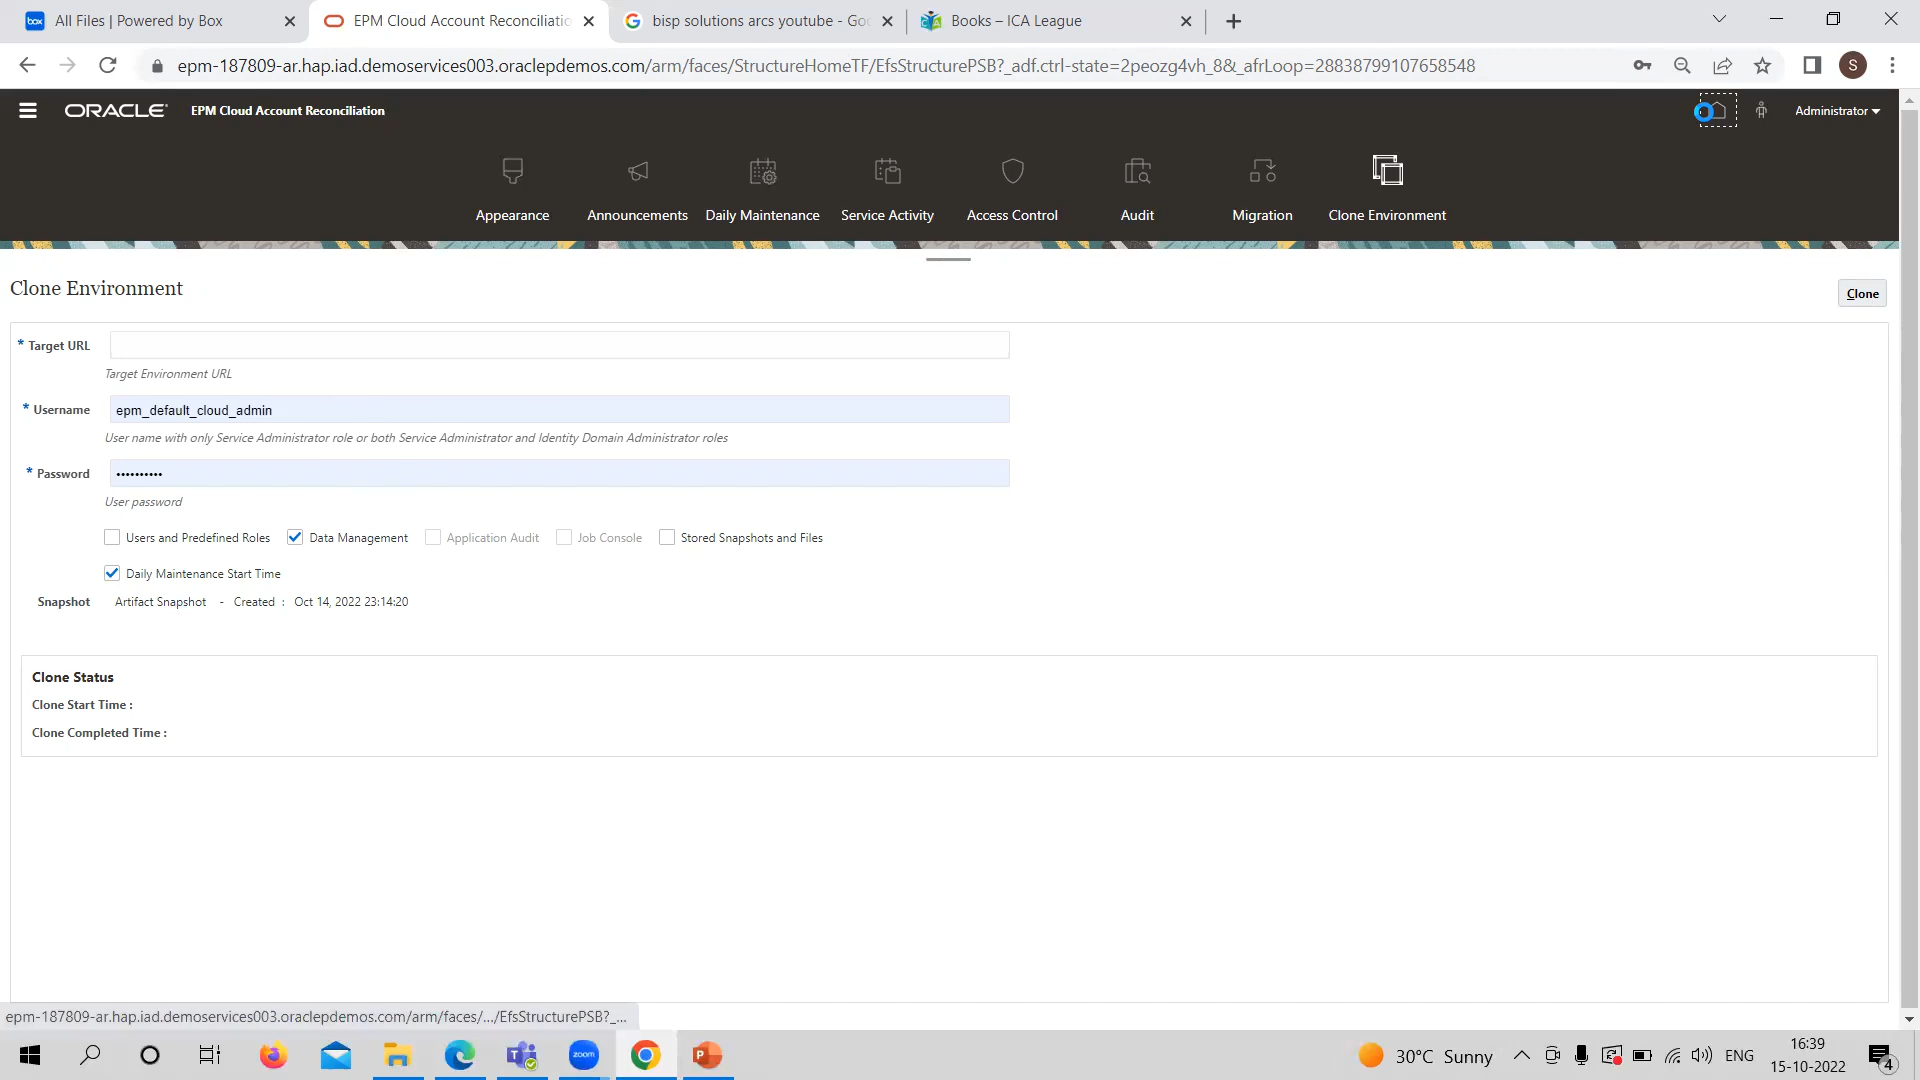 All Files | Powered by Box
EPM Cloud Account Reconciliatio
bisp solutions arcs youtube - Goo
Books – ICA League
epm-187809-ar.hap.iad.demoservices003.oraclepdemos.com/arm/faces/StructureHomeTF/EfsStructurePSB?_adf.ctrl-state=2peozg4vh_8&_afrLoop=28838799107658548
S
ORACLE
EPM Cloud Account Reconciliation
Administrator
Appearance
Announcements
Daily Maintenance
Service Activity
Access Control
Audit
Migration
Clone Environment
Clone Environment
Clone
* Target URL
Target Environment URL
* Username epm_default_cloud_admin
User name with only Service Administrator role or both Service Administrator and Identity Domain Administrator roles
* Password ••••••••••
User password
Users and Predefined Roles Data Management Application Audit Job Console Stored Snapshots and Files
Daily Maintenance Start Time
Snapshot Artifact Snapshot - Created : Oct 14, 2022 23:14:20
Clone Status
Clone Start Time :
Clone Completed Time :
epm-187809-ar.hap.iad.demoservices003.oraclepdemos.com/arm/faces/.../EfsStructurePSB?_...
30°C Sunny
ENG
16:39
15-10-2022
4